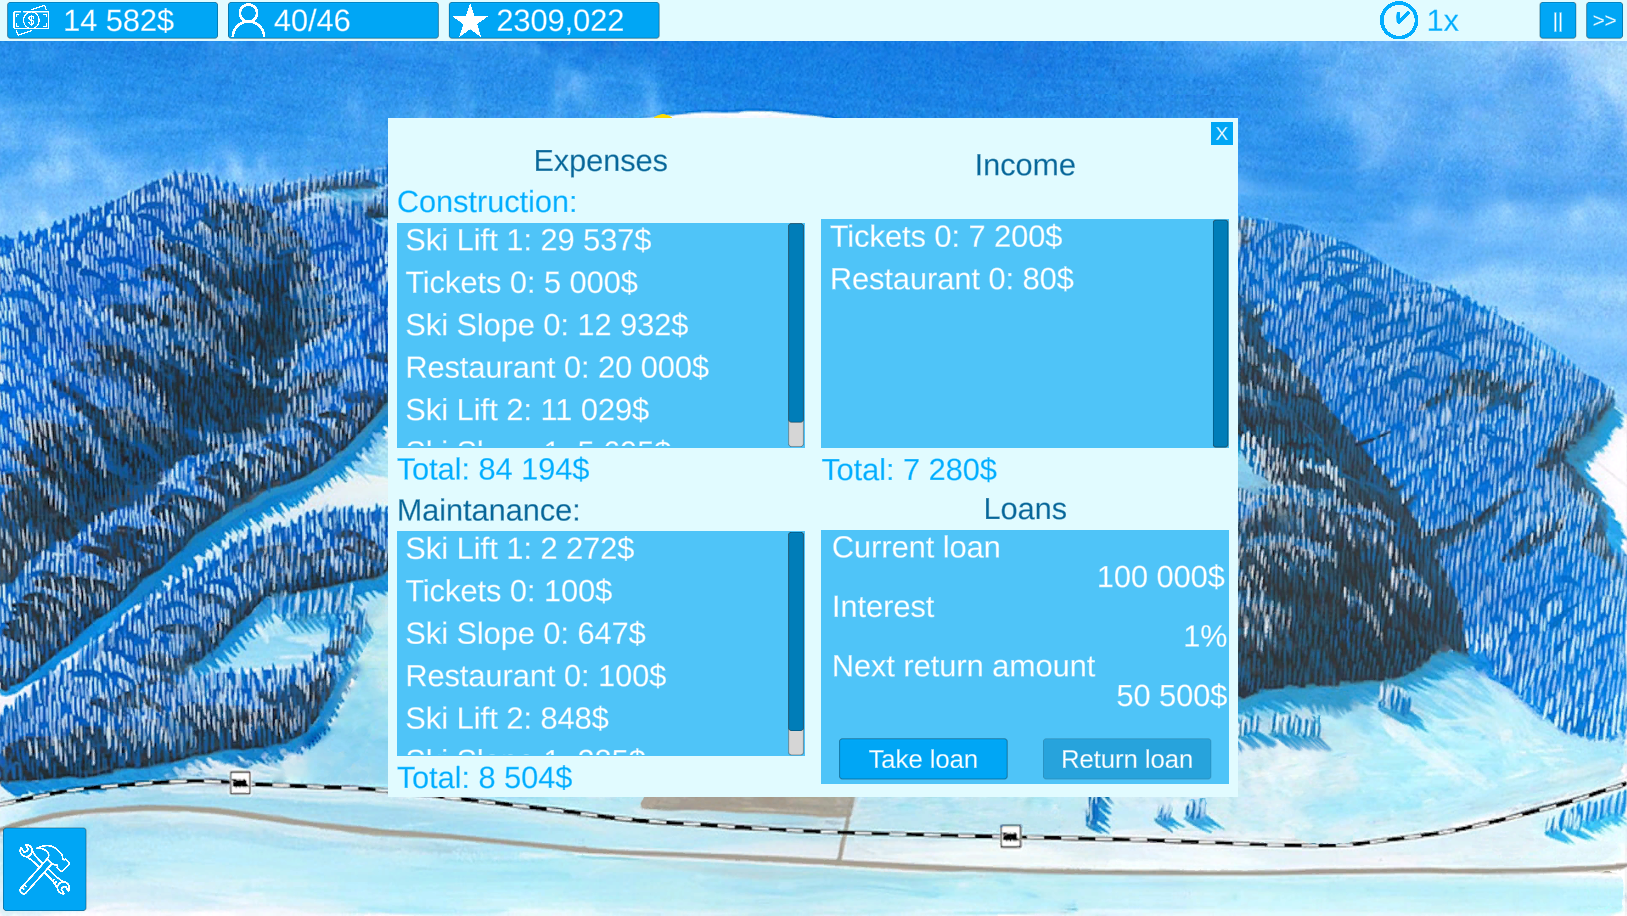 14 582$
40/46
2309,022
1x
||
>>
X
Expenses
Construction:
Ski Lift 1: 29 537$
Tickets 0: 5 000$
Ski Slope 0: 12 932$
Restaurant 0: 20 000$
Ski Lift 2: 11 029$
Total: 84 194$
Maintanance:
Ski Lift 1: 2 272$
Tickets 0: 100$
Ski Slope 0: 647$
Restaurant 0: 100$
Ski Lift 2: 848$
Total: 8 504$
Income
Tickets 0: 7 200$
Restaurant 0: 80$
Total: 7 280$
Loans
Current loan
100 000$
Interest
1%
Next return amount
50 500$
Take loan
Return loan